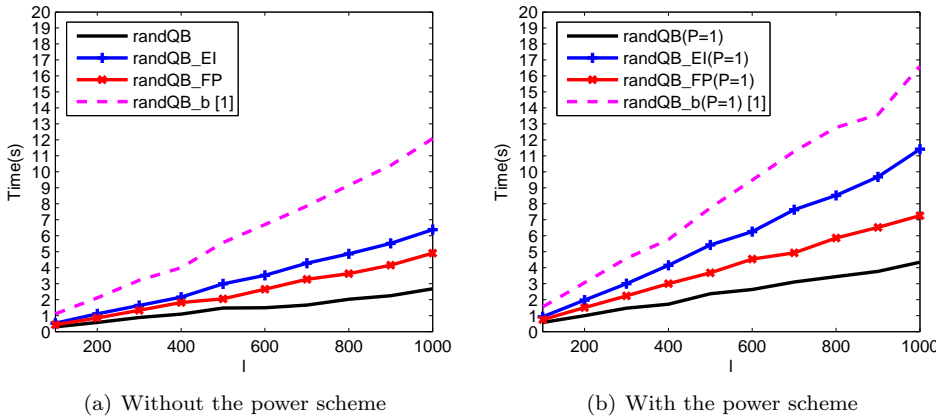 20
19
18
17
16
15
14
13
12
11
10
9
8
7
6
5
4
3
2
1
0
Time(s)
randQB
randQB_EI
randQB_FP
randQB_b [1]
200 400 600 800 1000
l
(a) Without the power scheme
20
19
18
17
16
15
14
13
12
11
10
9
8
7
6
5
4
3
2
1
0
Time(s)
randQB(P=1)
randQB_EI(P=1)
randQB_FP(P=1)
randQB_b(P=1) [1]
200 400 600 800 1000
l
(b) With the power scheme